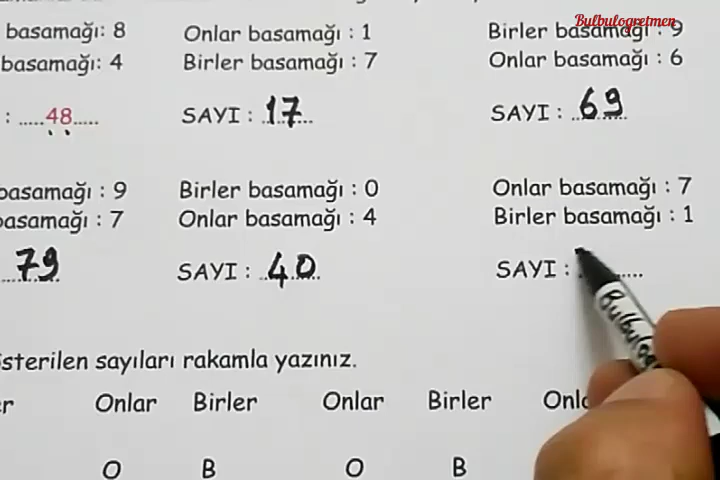 Bulbulogretmen
basamağı: 8 Onlar basamağı : 1 Birler basamağı : 9
basamağı: 4 Birler basamağı : 7 Onlar basamağı : 6
: .....48..... SAYI : ..17... SAYI : ..69....
basamağı : 9 Birler basamağı : 0 Onlar basamağı : 7
basamağı : 7 Onlar basamağı : 4 Birler basamağı : 1
....79.... SAYI : ..40... SAYI : ........
österilen sayıları rakamla yazınız.
Onlar Birler Onlar Birler
O B O B